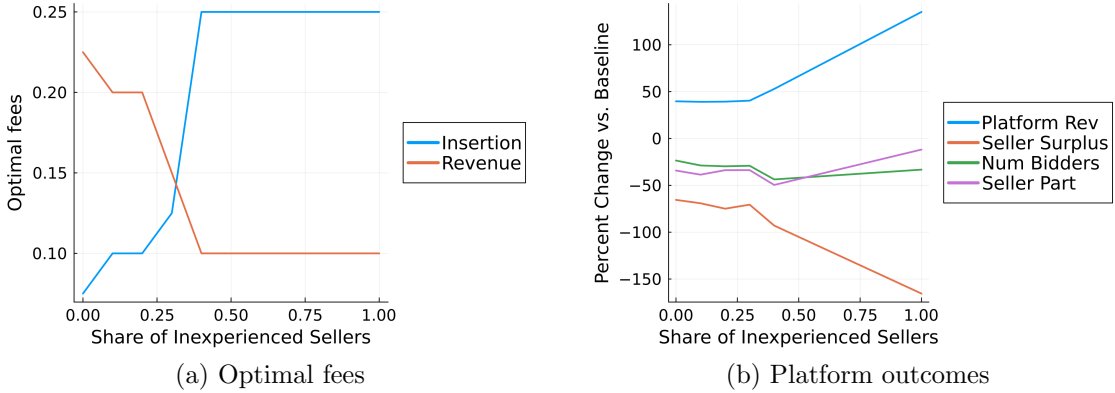 Optimal fees
0.25
0.20
0.15
0.10
0.00
0.25
0.50
0.75
1.00
Share of Inexperienced Sellers
Insertion
Revenue
(a) Optimal fees
Percent Change vs. Baseline
100
50
0
−50
−100
−150
0.00
0.25
0.50
0.75
1.00
Share of Inexperienced Sellers
Platform Rev
Seller Surplus
Num Bidders
Seller Part
(b) Platform outcomes